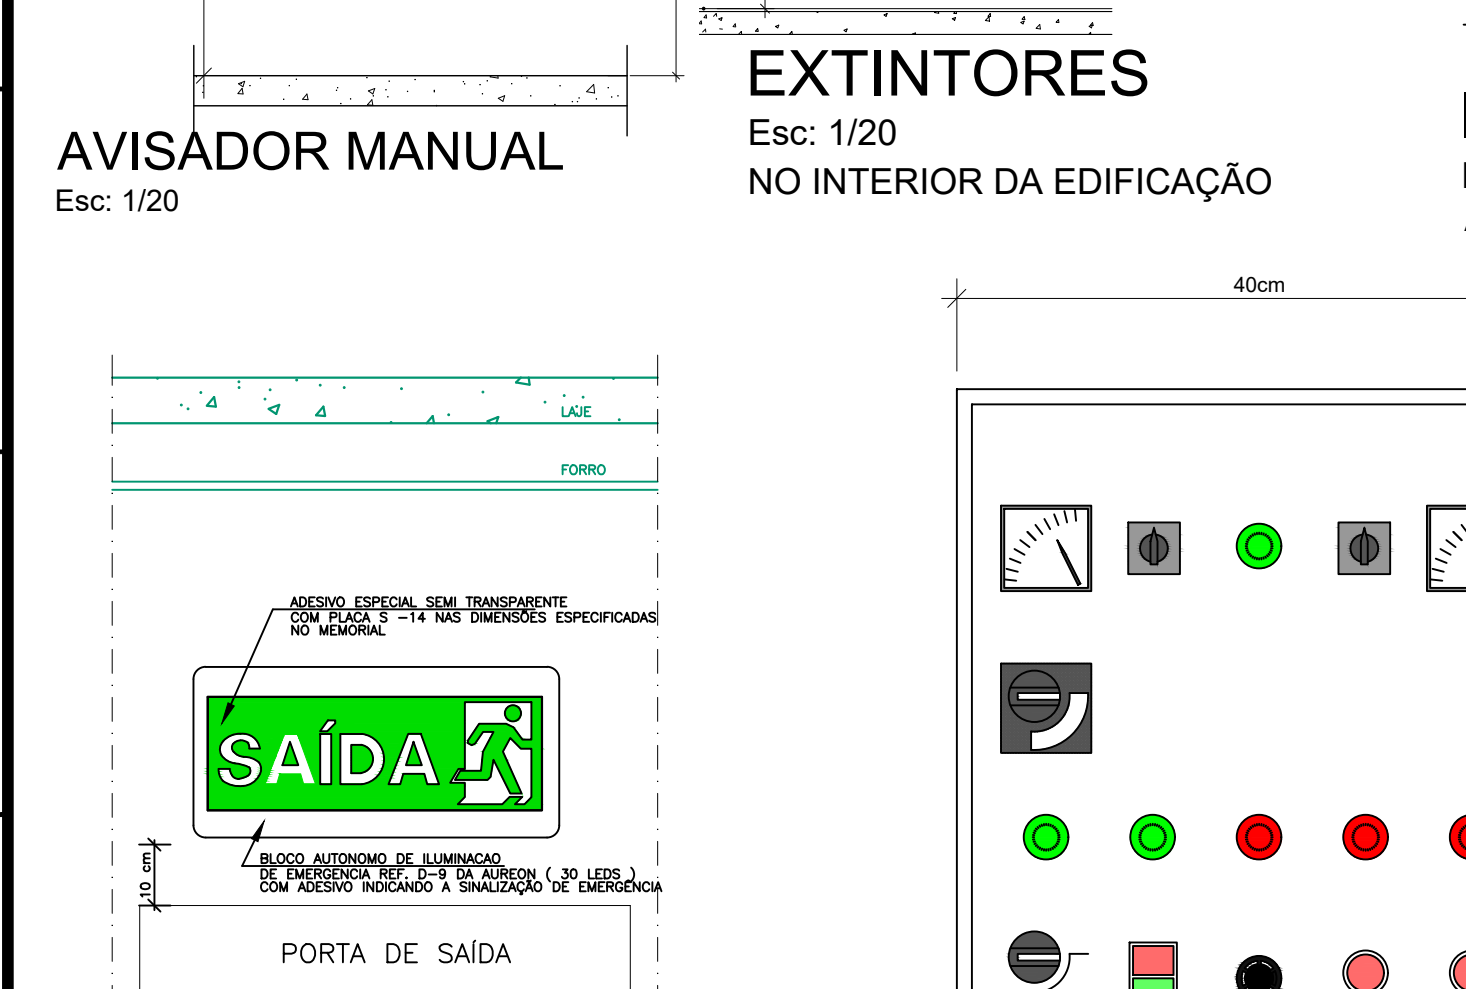 EXTINTORES
Esc: 1/20
NO INTERIOR DA EDIFICAÇÃO
AVISADOR MANUAL
Esc: 1/20
40cm
LAJE
FORRO
ADESIVO ESPECIAL SEMI TRANSPARENTE
COM PLACA S -14 NAS DIMENSÕES ESPECIFICADAS
NO MEMORIAL
SAÍDA
10 cm
BLOCO AUTONOMO DE ILUMINACAO
DE EMERGENCIA REF. D-9 DA AUREON ( 30 LEDS )
COM ADESIVO INDICANDO A SINALIZAÇÃO DE EMERGÊNCIA
PORTA DE SAÍDA